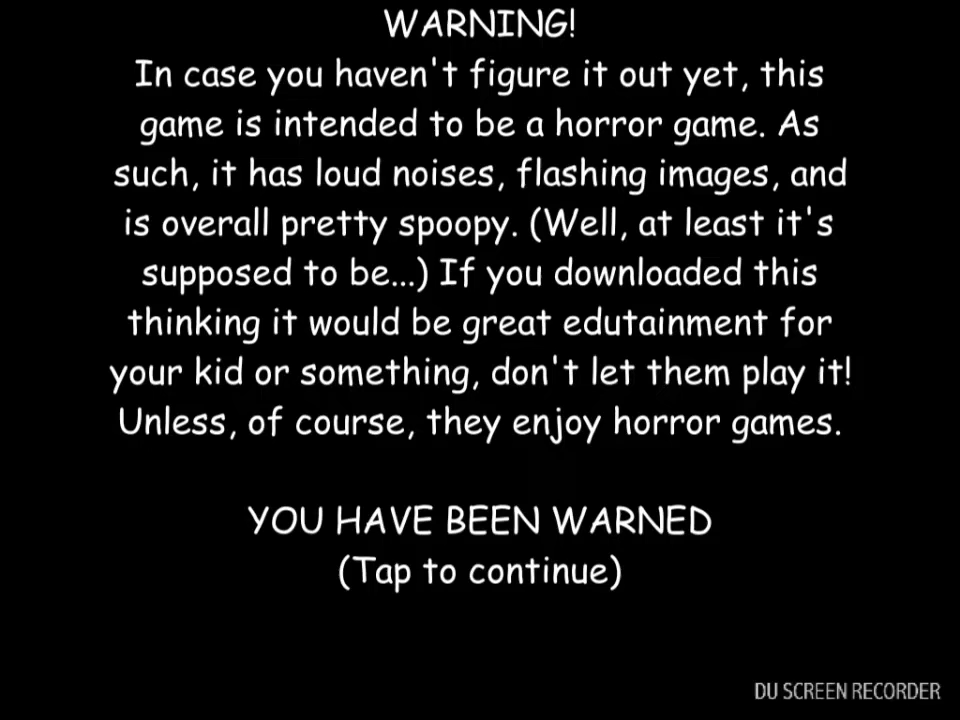 WARNING!
In case you haven't figure it out yet, this
game is intended to be a horror game. As
such, it has loud noises, flashing images, and
is overall pretty spoopy. (Well, at least it's
supposed to be...) If you downloaded this
thinking it would be great edutainment for
your kid or something, don't let them play it!
Unless, of course, they enjoy horror games.
YOU HAVE BEEN WARNED
(Tap to continue)
DU SCREEN RECORDER